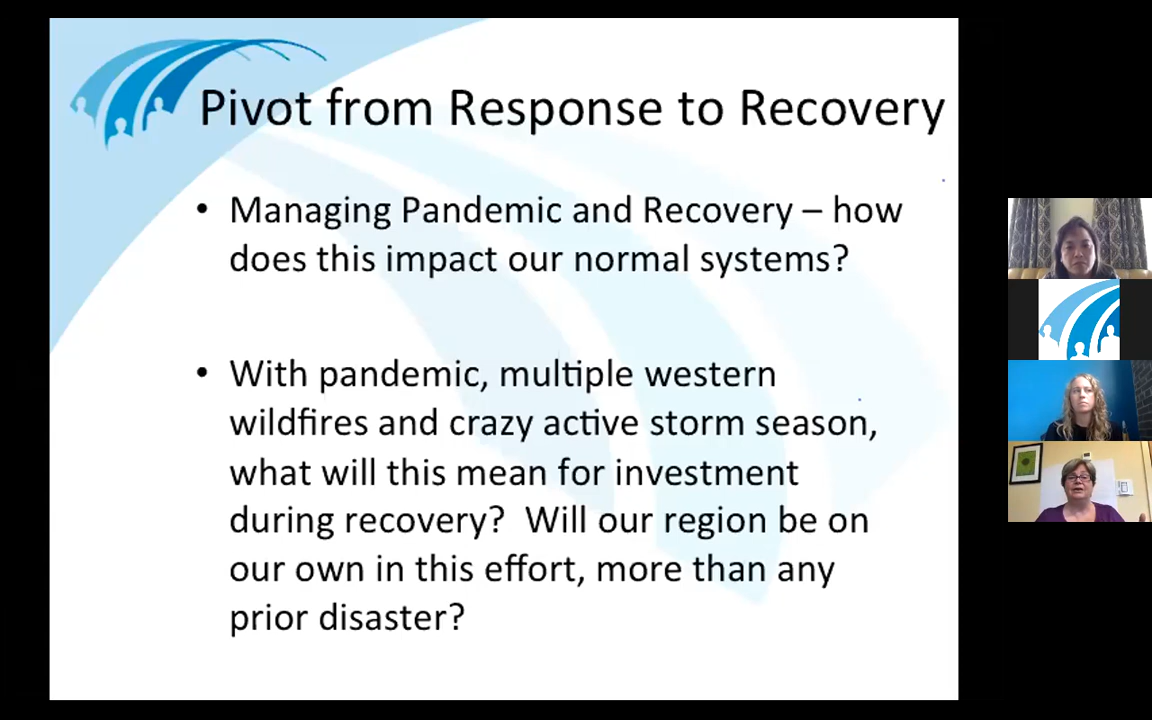 Pivot from Response to Recovery
• Managing Pandemic and Recovery – how
does this impact our normal systems?
• With pandemic, multiple western
wildfires and crazy active storm season,
what will this mean for investment
during recovery?  Will our region be on
our own in this effort, more than any
prior disaster?